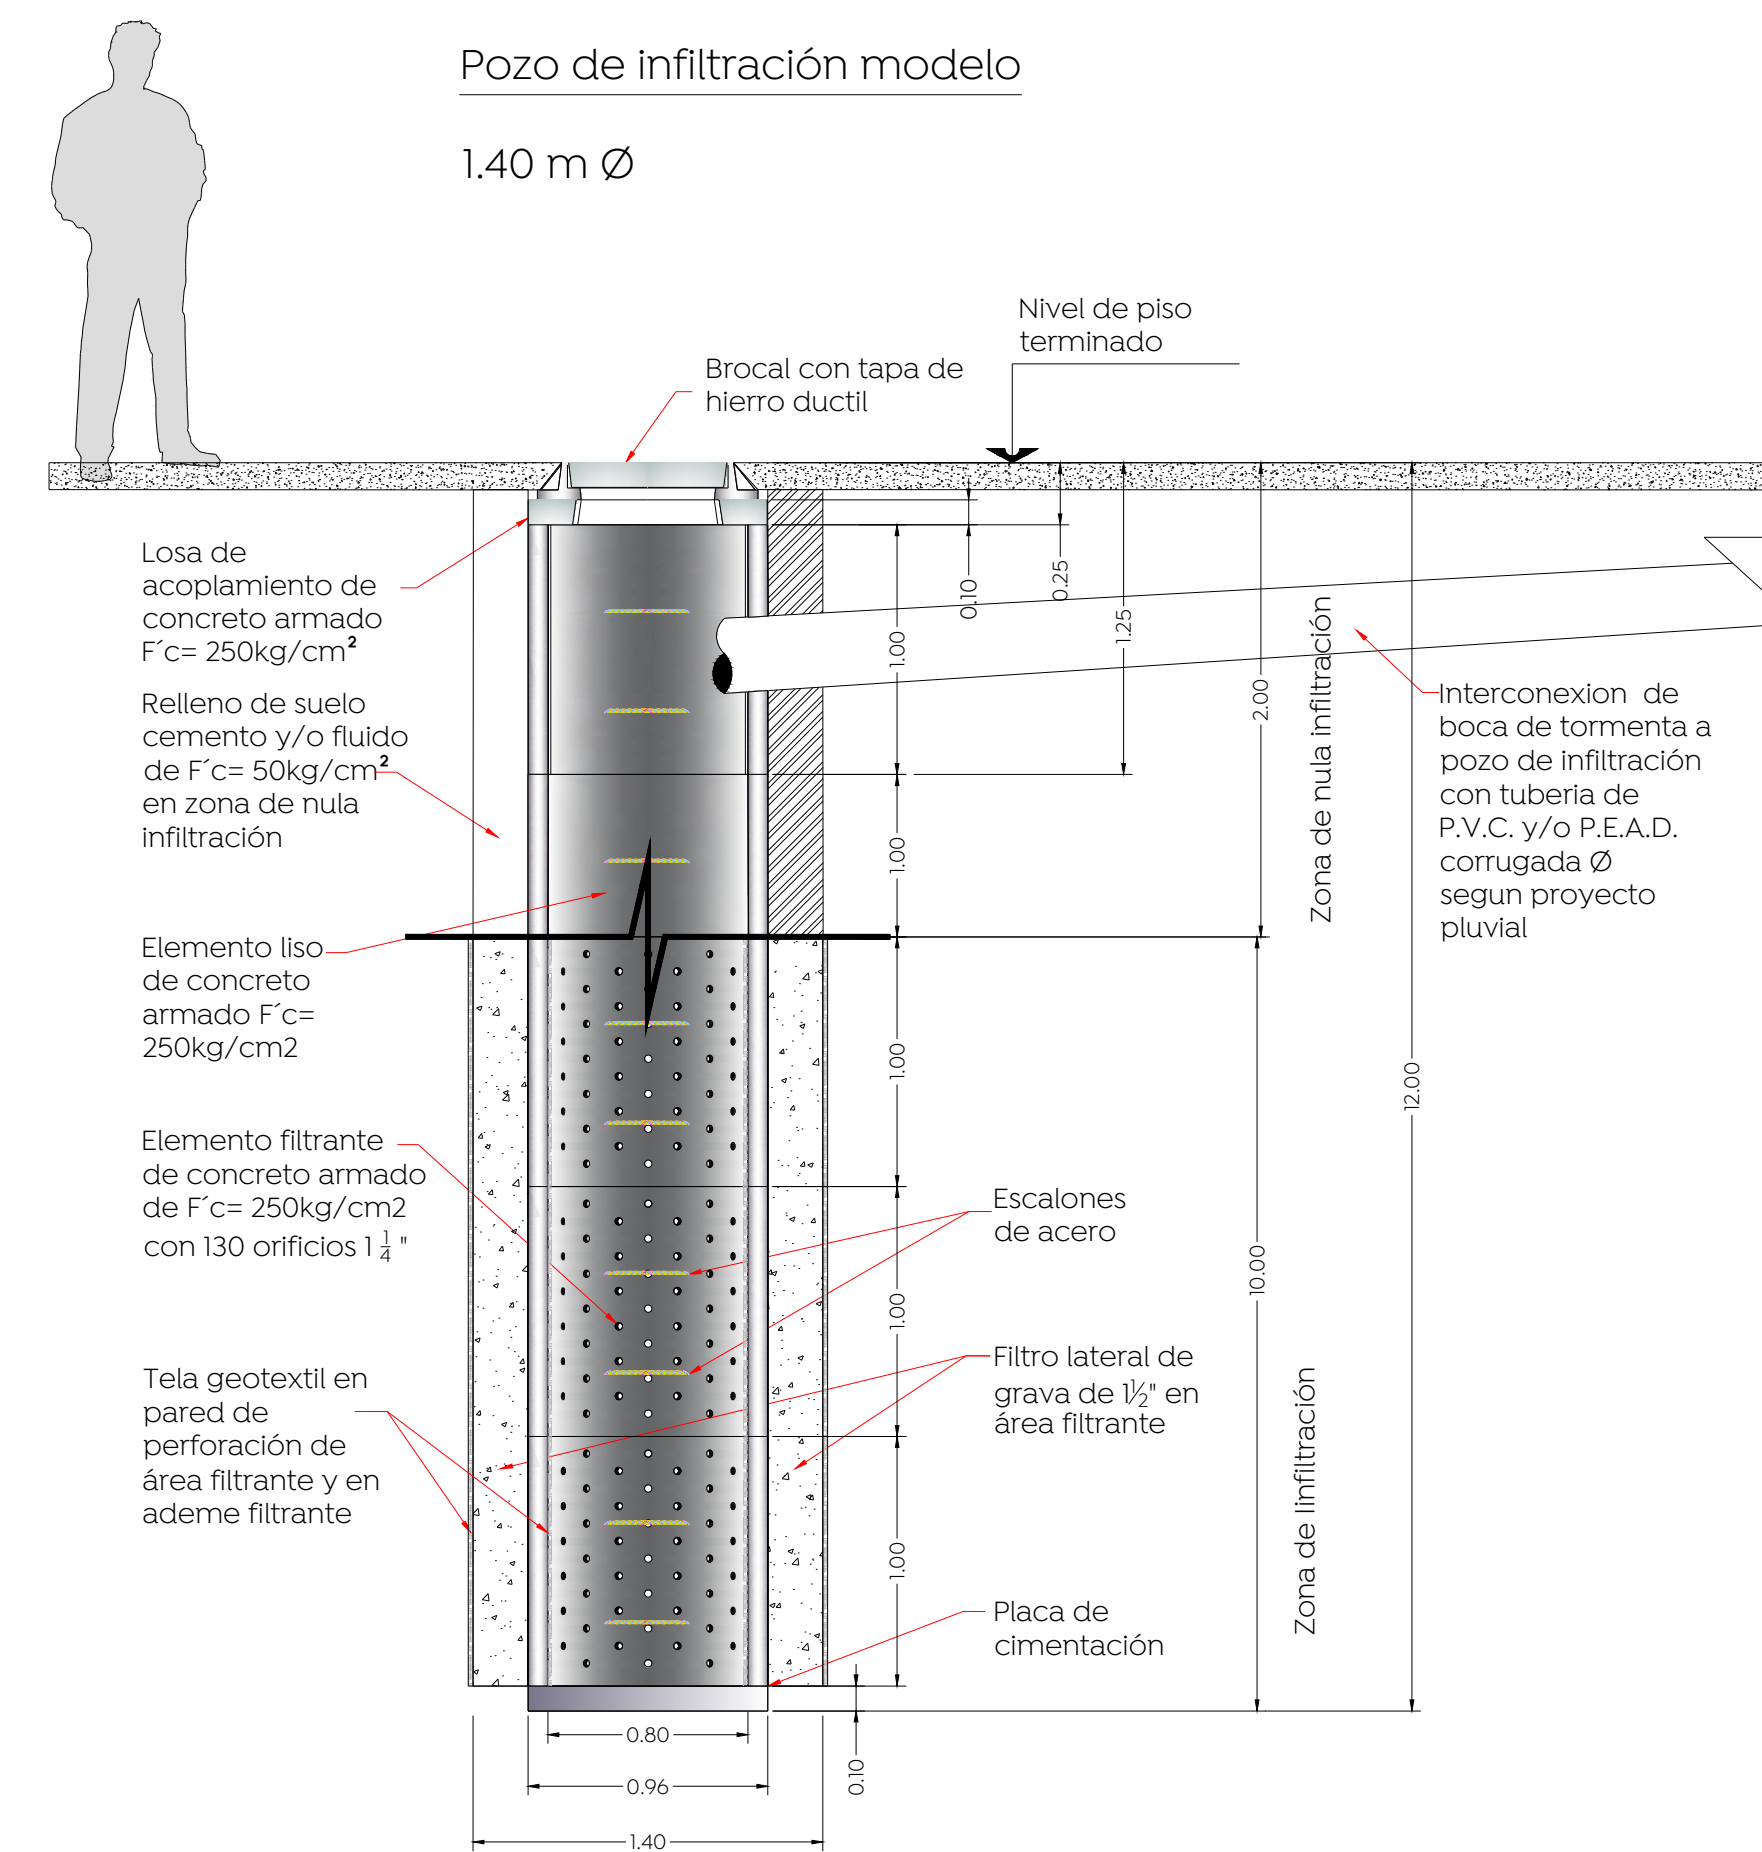 Pozo de infiltración modelo
1.40 m Ø
Nivel de piso
terminado
Brocal con tapa de
hierro ductil
Losa de
acoplamiento de
concreto armado
F´c= 250kg/cm²
Relleno de suelo
cemento y/o fluido
de F´c= 50kg/cm²
en zona de nula
infiltración
Elemento liso
de concreto
armado F´c=
250kg/cm2
Elemento filtrante
de concreto armado
de F´c= 250kg/cm2
con 130 orificios 1 1/4 "
Tela geotextil en
pared de
perforación de
área filtrante y en
ademe filtrante
0.10
0.25
1.25
1.00
1.00
1.00
1.00
1.00
2.00
10.00
12.00
Zona de nula infiltración
Zona de Iinfiltración
Interconexion de
boca de tormenta a
pozo de infiltración
con tuberia de
P.V.C. y/o P.E.A.D.
corrugada Ø
segun proyecto
pluvial
Escalones
de acero
Filtro lateral de
grava de 1½" en
área filtrante
Placa de
cimentación
0.10
0.80
0.96
1.40